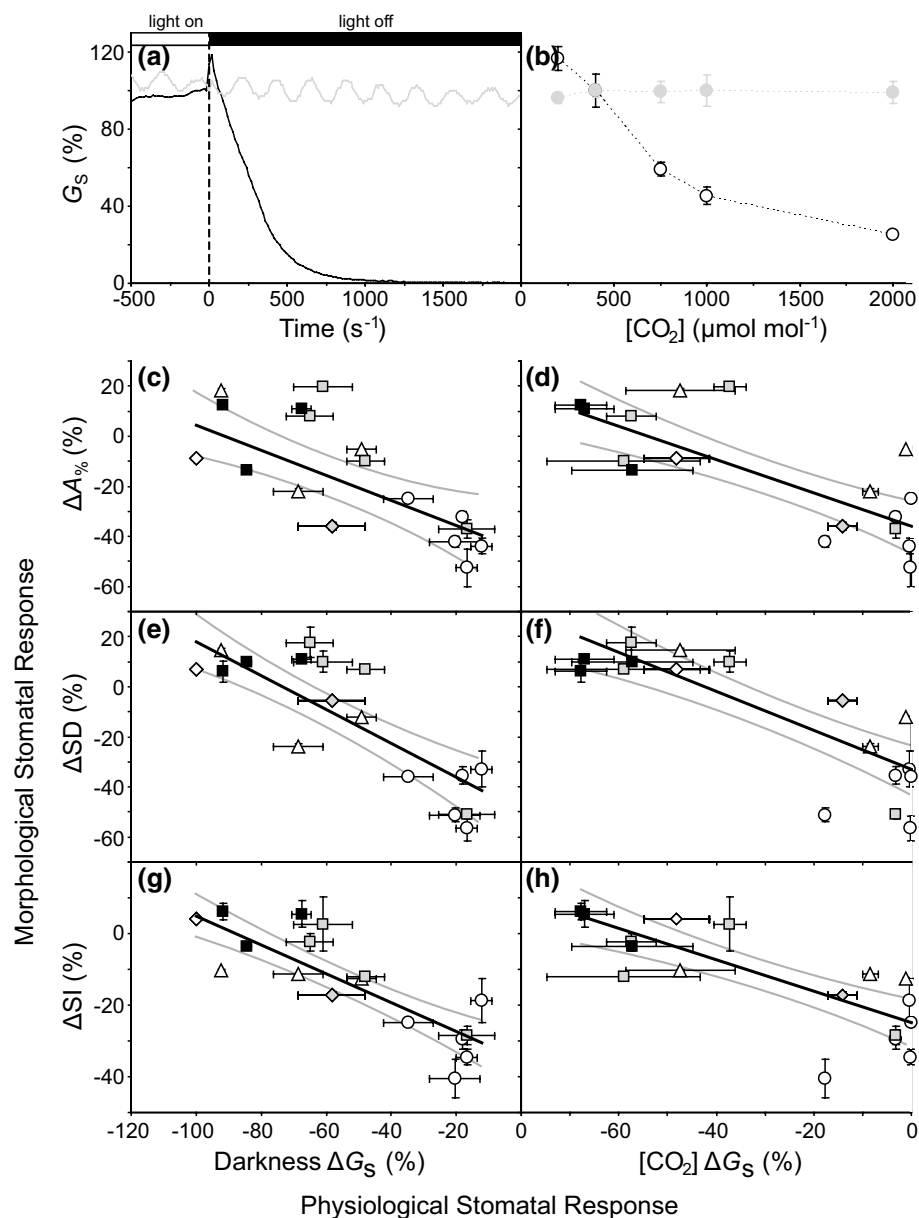 light on
light off
(a)
(b)
120
80
40
0
G_S (%)
-500
0
500
1000
1500
0
500
1000
1500
2000
Time (s⁻¹)
[CO₂] (µmol mol⁻¹)
(c)
(d)
20
0
-20
-40
-60
ΔA_% (%)
(e)
(f)
20
0
-20
-40
-60
ΔSD (%)
(g)
(h)
0
-20
-40
ΔSI (%)
Morphological Stomatal Response
-120
-100
-80
-60
-40
-20
-80
-60
-40
-20
0
Darkness ΔG_S (%)
[CO₂] ΔG_S (%)
Physiological Stomatal Response